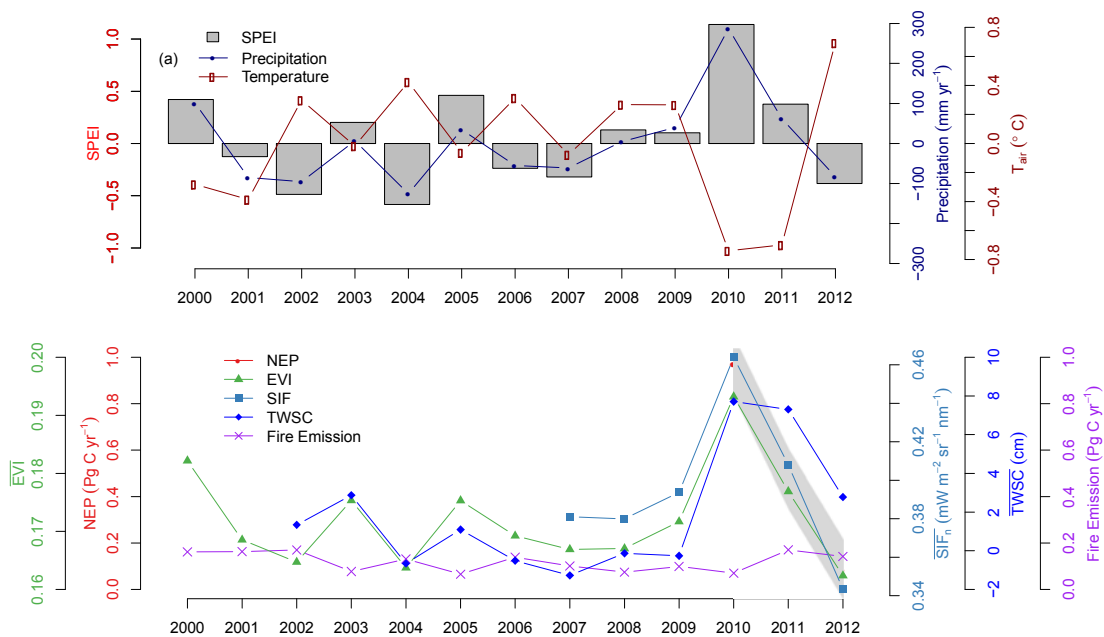 (a)
SPEI
Precipitation
Temperature
SPEI
1.0
0.5
0.0
−0.5
−1.0
Precipitation (mm yr−1)
300
200
100
0
−100
−300
Tair (° C)
0.8
0.4
0.0
−0.4
−0.8
2000 2001 2002 2003 2004 2005 2006 2007 2008 2009 2010 2011 2012
NEP
EVI
SIF
TWSC
Fire Emission
EVI
0.20
0.19
0.18
0.17
0.16
NEP (Pg C yr−1)
1.0
0.8
0.6
0.4
0.2
0.0
SIFn (mW m−2 sr−1 nm−1)
0.46
0.42
0.38
0.34
TWSC (cm)
10
8
6
4
2
0
−2
Fire Emission (Pg C yr−1)
1.0
0.8
0.6
0.4
0.2
0.0
2000 2001 2002 2003 2004 2005 2006 2007 2008 2009 2010 2011 2012